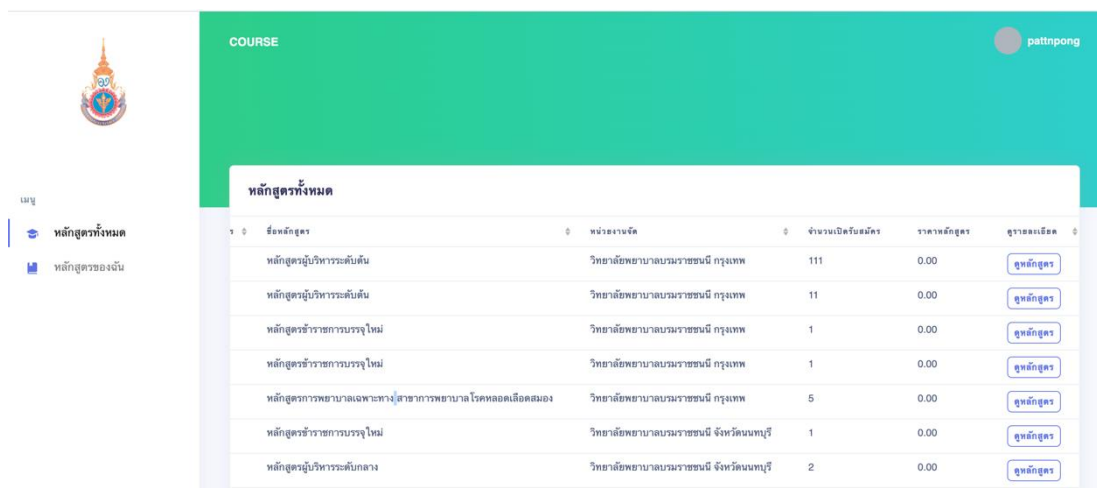 COURSE
pattnpong
หลักสูตรทั้งหมด
เมนู
หลักสูตรทั้งหมด
หลักสูตรของฉัน
ร ชื่อหลักสูตร หน่วยงานจัด จำนวนเปิดรับสมัคร ราคาหลักสูตร ดูรายละเอียด
หลักสูตรผู้บริหารระดับต้น วิทยาลัยพยาบาลบรมราชชนนี กรุงเทพ 111 0.00 ดูหลักสูตร
หลักสูตรผู้บริหารระดับต้น วิทยาลัยพยาบาลบรมราชชนนี กรุงเทพ 11 0.00 ดูหลักสูตร
หลักสูตรข้าราชการบรรจุใหม่ วิทยาลัยพยาบาลบรมราชชนนี กรุงเทพ 1 0.00 ดูหลักสูตร
หลักสูตรข้าราชการบรรจุใหม่ วิทยาลัยพยาบาลบรมราชชนนี กรุงเทพ 1 0.00 ดูหลักสูตร
หลักสูตรการพยาบาลเฉพาะทาง สาขาการพยาบาลโรคหลอดเลือดสมอง วิทยาลัยพยาบาลบรมราชชนนี กรุงเทพ 5 0.00 ดูหลักสูตร
หลักสูตรข้าราชการบรรจุใหม่ วิทยาลัยพยาบาลบรมราชชนนี จังหวัดนนทบุรี 1 0.00 ดูหลักสูตร
หลักสูตรผู้บริหารระดับกลาง วิทยาลัยพยาบาลบรมราชชนนี จังหวัดนนทบุรี 2 0.00 ดูหลักสูตร